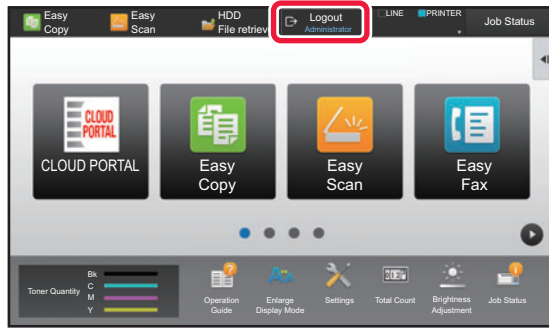 Easy
Copy
Easy
Scan
HDD
File retriev
Logout
Administrator
LINE
PRINTER
Job Status
CLOUD
PORTAL
CLOUD PORTAL
Easy
Copy
Easy
Scan
Easy
Fax
Toner Quantity
Bk
C
M
Y
Operation
Guide
Enlarge
Display Mode
Settings
Total Count
Brightness
Adjustment
Job Status